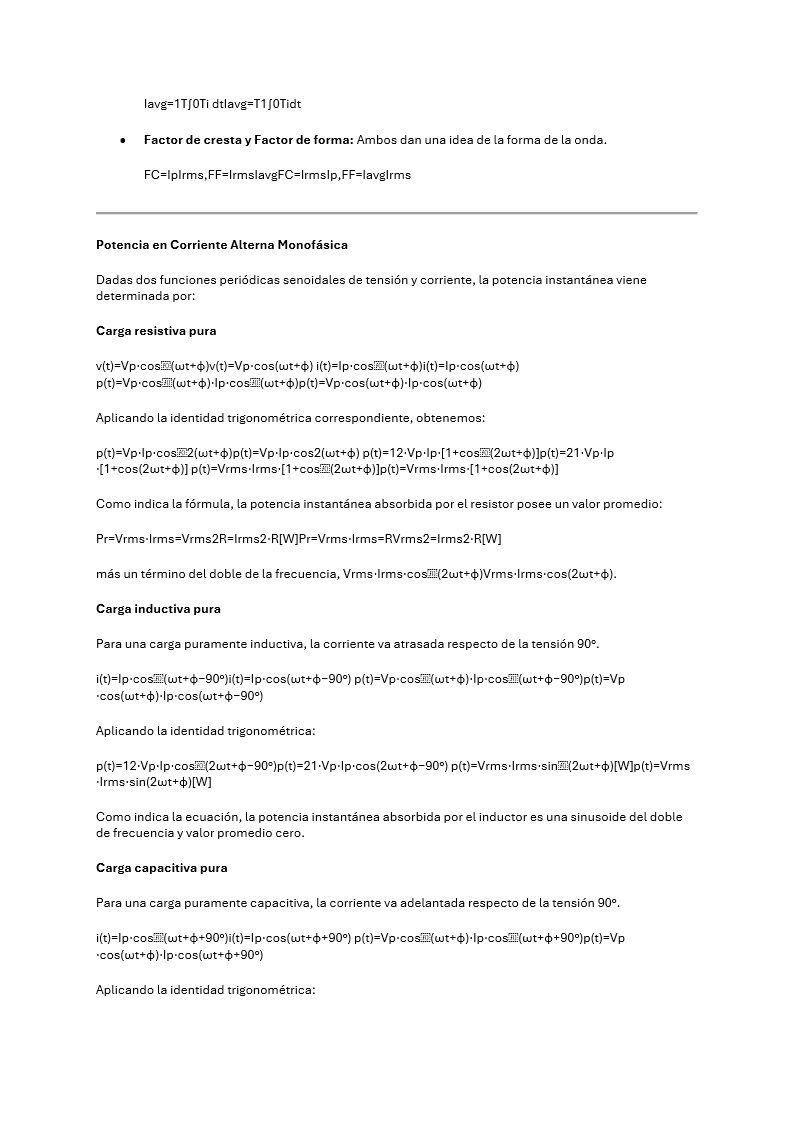 Iavg=1T∫0Ti dtIavg=T1∫0Tidt
• Factor de cresta y Factor de forma: Ambos dan una idea de la forma de la onda.
FC=IpIrms,FF=IrmsIavgFC=IrmsIp,FF=IavgIrms
Potencia en Corriente Alterna Monofásica
Dadas dos funciones periódicas senoidales de tensión y corriente, la potencia instantánea viene
determinada por:
Carga resistiva pura
v(t)=Vp·cos(ωt+ϕ)v(t)=Vp·cos(ωt+ϕ) i(t)=Ip·cos(ωt+ϕ)i(t)=Ip·cos(ωt+ϕ)
p(t)=Vp·cos(ωt+ϕ)·Ip·cos(ωt+ϕ)p(t)=Vp·cos(ωt+ϕ)·Ip·cos(ωt+ϕ)
Aplicando la identidad trigonométrica correspondiente, obtenemos:
p(t)=Vp·Ip·cos2(ωt+ϕ)p(t)=Vp·Ip·cos2(ωt+ϕ) p(t)=12·Vp·Ip·[1+cos(2ωt+ϕ)]p(t)=21·Vp·Ip
·[1+cos(2ωt+ϕ)] p(t)=Vrms·Irms·[1+cos(2ωt+ϕ)]p(t)=Vrms·Irms·[1+cos(2ωt+ϕ)]
Como indica la fórmula, la potencia instantánea absorbida por el resistor posee un valor promedio:
Pr=Vrms·Irms=Vrms2R=Irms2·R[W]Pr=Vrms·Irms=RVrms2=Irms2·R[W]
más un término del doble de la frecuencia, Vrms·Irms·cos(2ωt+ϕ)Vrms·Irms·cos(2ωt+ϕ).
Carga inductiva pura
Para una carga puramente inductiva, la corriente va atrasada respecto de la tensión 90º.
i(t)=Ip·cos(ωt+ϕ−90º)i(t)=Ip·cos(ωt+ϕ−90º) p(t)=Vp·cos(ωt+ϕ)·Ip·cos(ωt+ϕ−90º)p(t)=Vp
·cos(ωt+ϕ)·Ip·cos(ωt+ϕ−90º)
Aplicando la identidad trigonométrica:
p(t)=12·Vp·Ip·cos(2ωt+ϕ−90º)p(t)=21·Vp·Ip·cos(2ωt+ϕ−90º) p(t)=Vrms·Irms·sin(2ωt+ϕ)[W]p(t)=Vrms
·Irms·sin(2ωt+ϕ)[W]
Como indica la ecuación, la potencia instantánea absorbida por el inductor es una sinusoide del doble
de frecuencia y valor promedio cero.
Carga capacitiva pura
Para una carga puramente capacitiva, la corriente va adelantada respecto de la tensión 90º.
i(t)=Ip·cos(ωt+ϕ+90º)i(t)=Ip·cos(ωt+ϕ+90º) p(t)=Vp·cos(ωt+ϕ)·Ip·cos(ωt+ϕ+90º)p(t)=Vp
·cos(ωt+ϕ)·Ip·cos(ωt+ϕ+90º)
Aplicando la identidad trigonométrica: